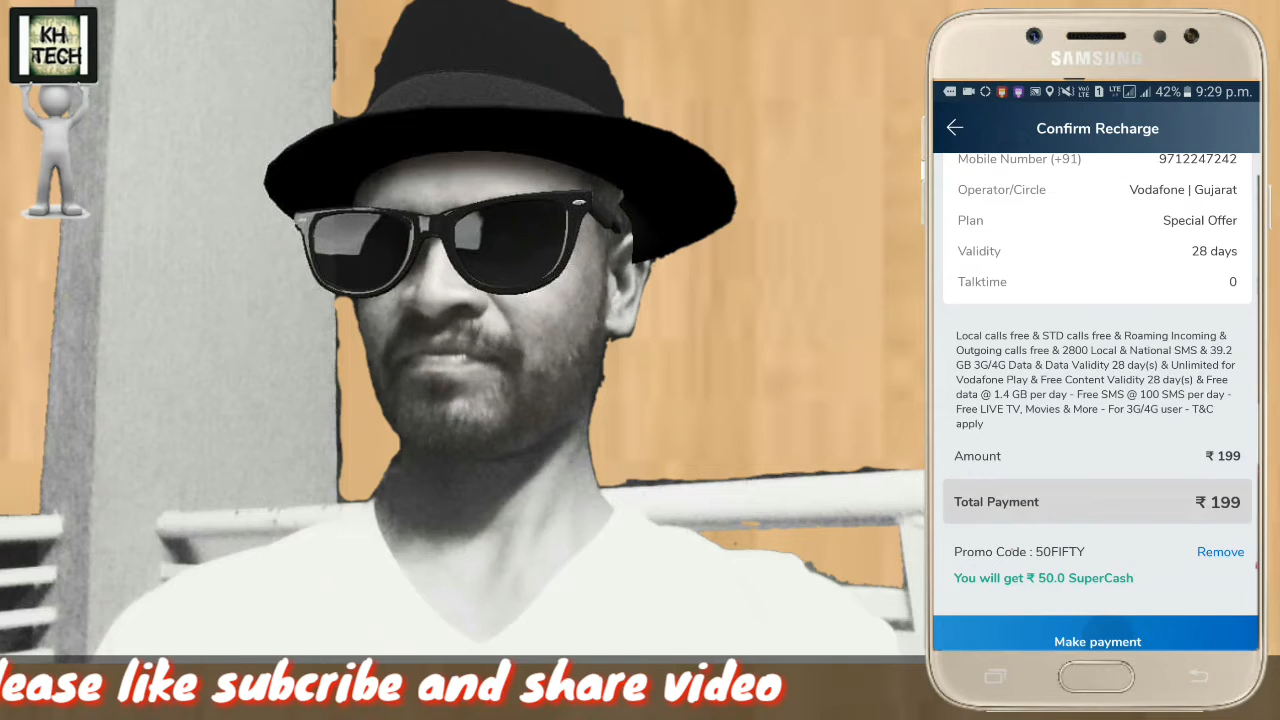 KH
TECH
SAMSUNG
42% 9:29 p.m.
Confirm Recharge
Mobile Number (+91) 9712247242
Operator/Circle Vodafone | Gujarat
Plan Special Offer
Validity 28 days
Talktime 0
Local calls free & STD calls free & Roaming Incoming &
Outgoing calls free & 2800 Local & National SMS & 39.2
GB 3G/4G Data & Data Validity 28 day(s) & Unlimited for
Vodafone Play & Free Content Validity 28 day(s) & Free
data @ 1.4 GB per day - Free SMS @ 100 SMS per day -
Free LIVE TV, Movies & More - For 3G/4G user - T&C
apply
Amount ₹ 199
Total Payment ₹ 199
Promo Code : 50FIFTY Remove
You will get ₹ 50.0 SuperCash
Make payment
lease like subcribe and share video